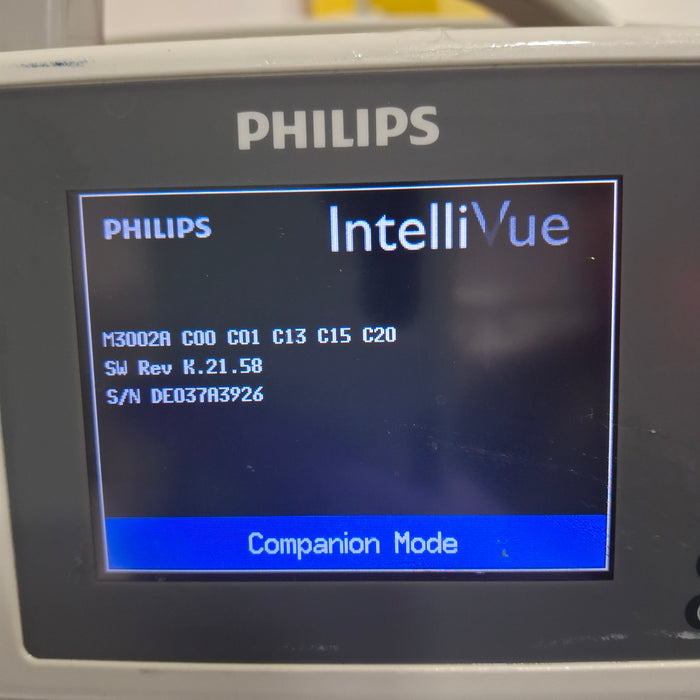 PHILIPS
PHILIPS
IntelliVue
M3002A C00 C01 C13 C15 C20
SW Rev K.21.58
S/N DE037A3926
Companion Mode